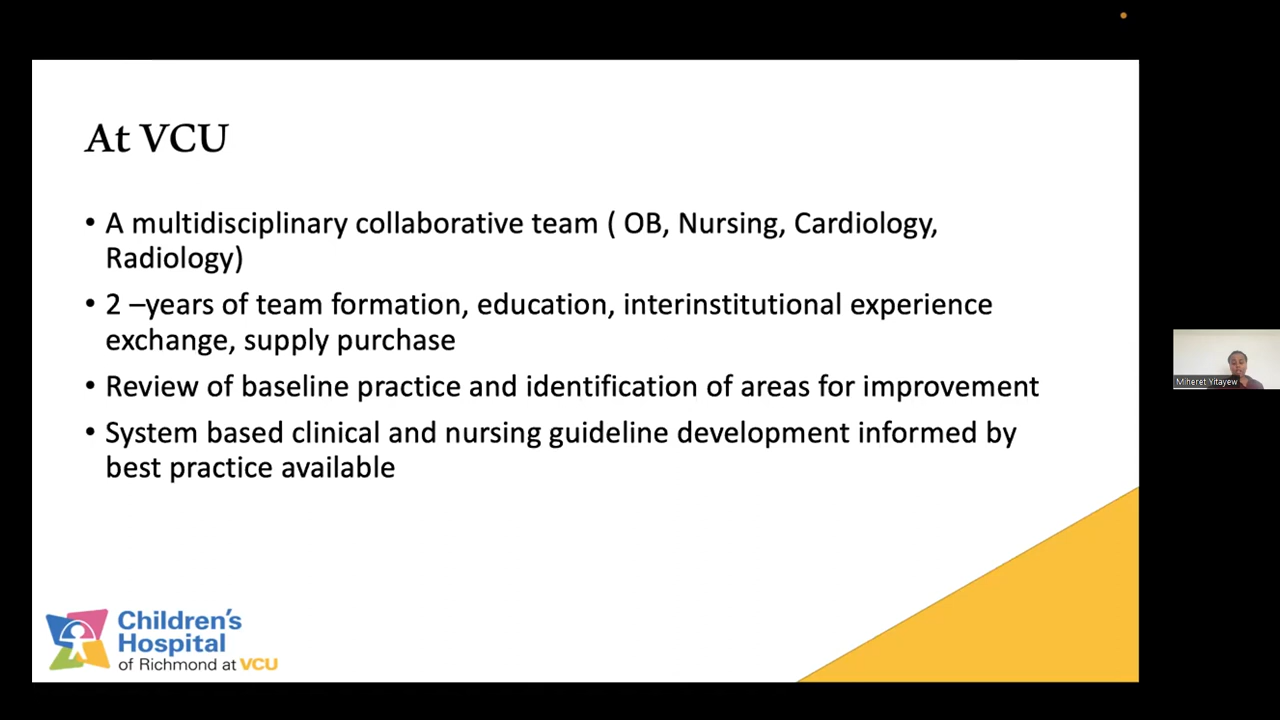 At VCU
• A multidisciplinary collaborative team ( OB, Nursing, Cardiology,
Radiology)
• 2 –years of team formation, education, interinstitutional experience
exchange, supply purchase
• Review of baseline practice and identification of areas for improvement
• System based clinical and nursing guideline development informed by
best practice available
Children's
Hospital
of Richmond at VCU
Miheret Yitayew